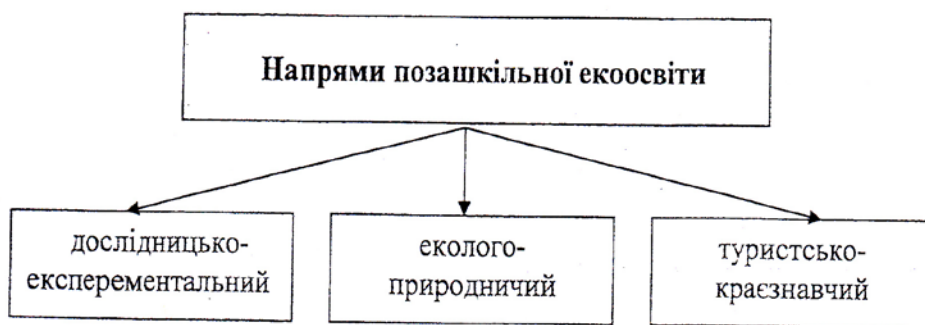 Напрями позашкільної екоосвіти
дослідницько-
експерементальний
еколого-
природничий
туристсько-
краєзнавчий